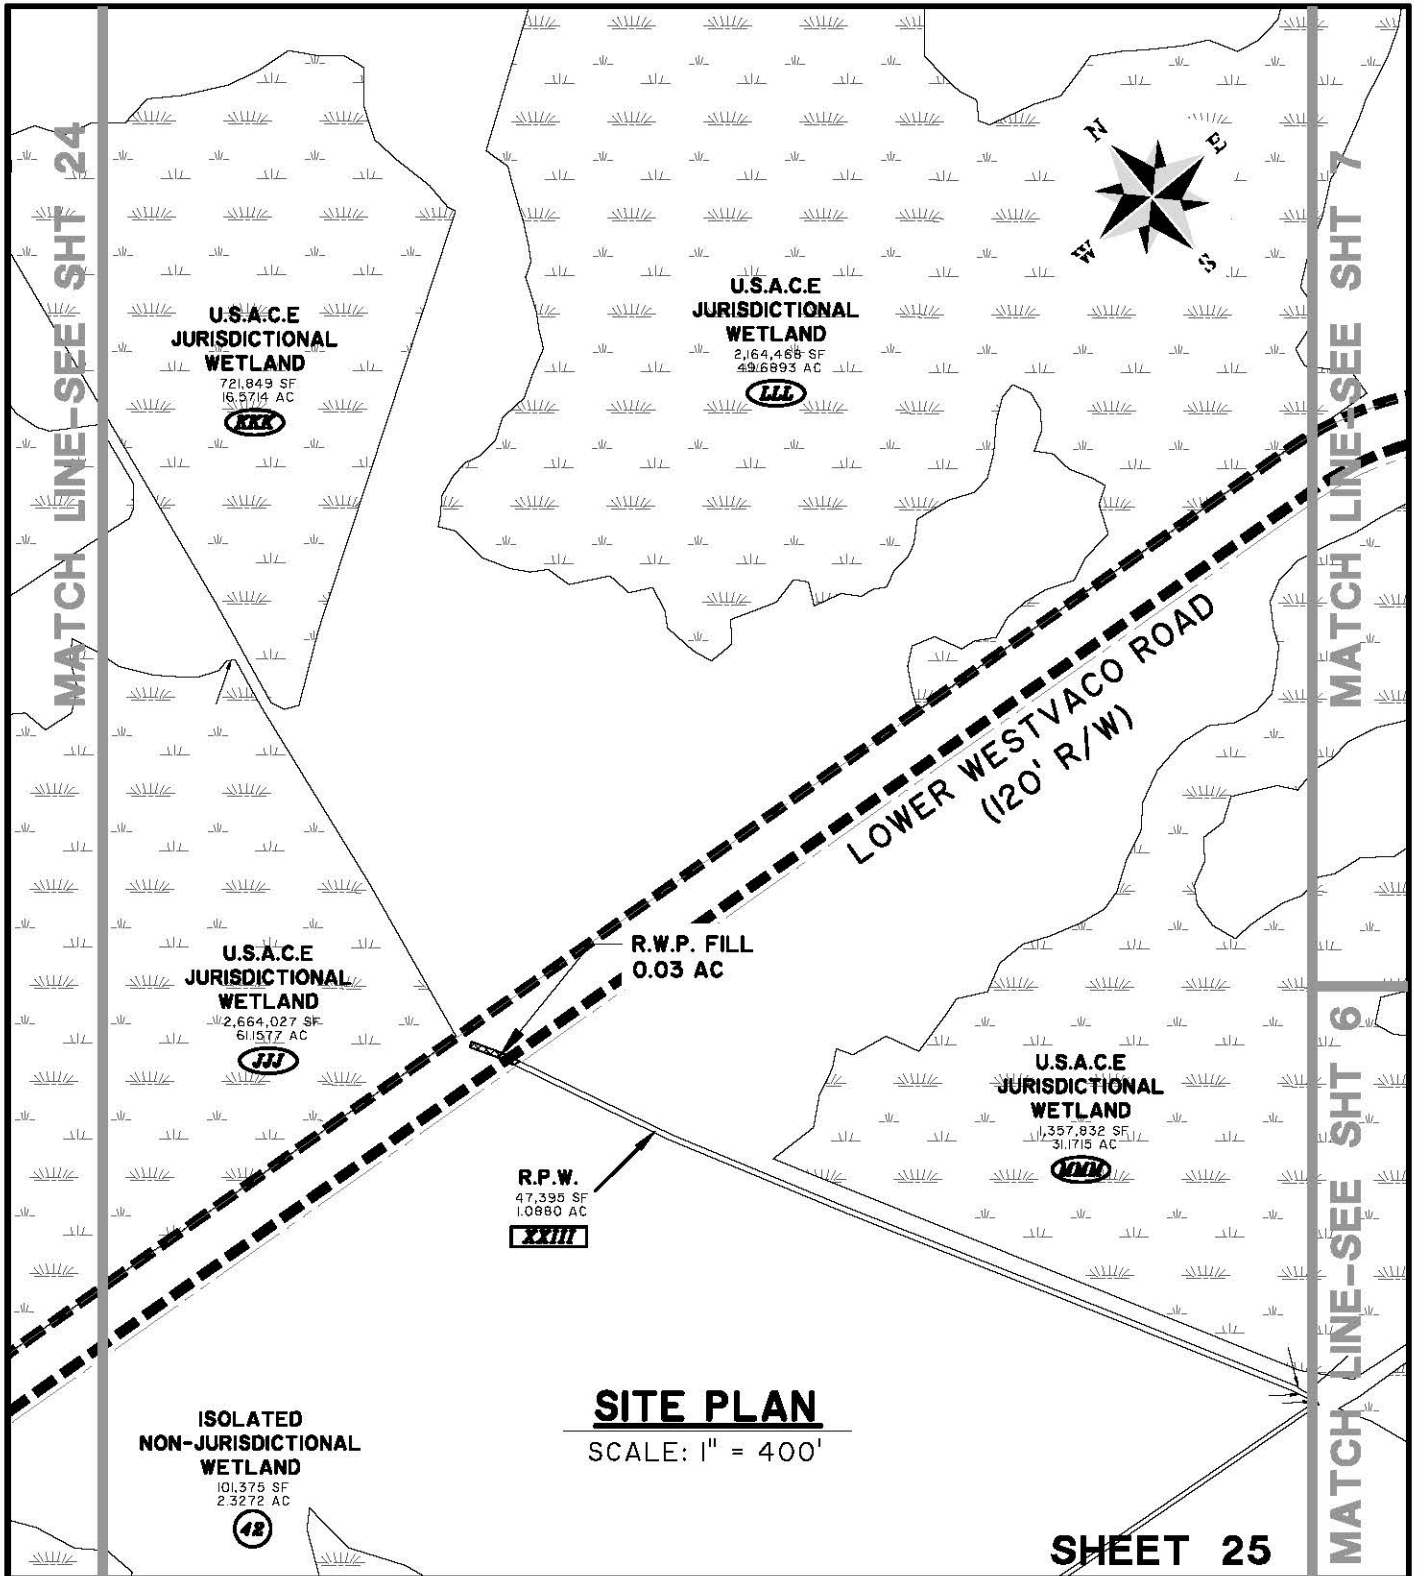 MATCH LINE-SEE SHT 24
MATCH LINE-SEE SHT 7
MATCH LINE-SEE SHT 6
N
E
W
S
U.S.A.C.E
JURISDICTIONAL
WETLAND
721,849 SF
16.5714 AC
KKK
U.S.A.C.E
JURISDICTIONAL
WETLAND
2,164,468 SF
49.6893 AC
LLL
LOWER WESTVACO ROAD
(120' R/W)
R.W.P. FILL
0.03 AC
U.S.A.C.E
JURISDICTIONAL
WETLAND
2,664,027 SF
61.1577 AC
JJJ
U.S.A.C.E
JURISDICTIONAL
WETLAND
1,357,832 SF
31.1715 AC
MMM
R.P.W.
47,395 SF
1.0880 AC
XXIII
SITE PLAN
SCALE: 1" = 400'
ISOLATED
NON-JURISDICTIONAL
WETLAND
101,375 SF
2.3272 AC
42
SHEET 25